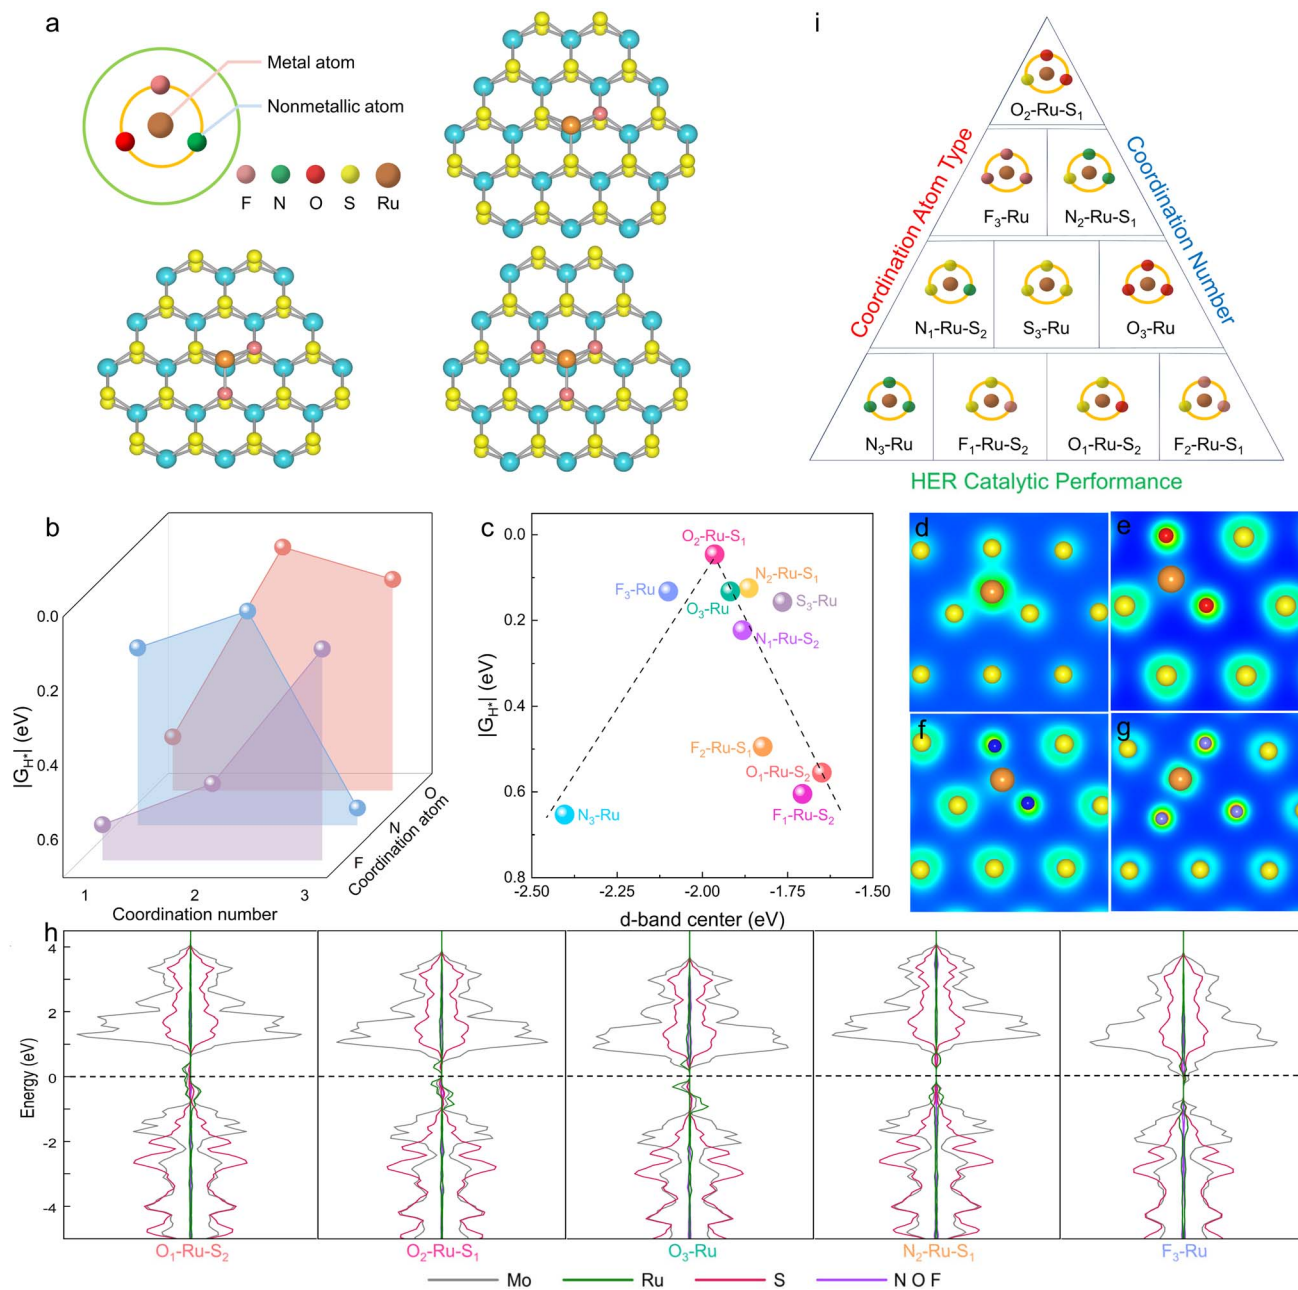 a
Metal atom
Nonmetallic atom
F N O S Ru
i
Coordination Atom Type
Coordination Number
O₂-Ru-S₁
F₃-Ru
N₂-Ru-S₁
N₁-Ru-S₂
S₃-Ru
O₃-Ru
N₃-Ru
F₁-Ru-S₂
O₁-Ru-S₂
F₂-Ru-S₁
HER Catalytic Performance
b
|G_H*| (eV)
0.0
0.2
0.4
0.6
1
2
3
Coordination number
F
N
O
Coordination atom
c
|G_H*| (eV)
0.0
0.2
0.4
0.6
0.8
O₂-Ru-S₁
N₂-Ru-S₁
F₃-Ru
O₃-Ru
S₃-Ru
N₁-Ru-S₂
F₂-Ru-S₁
O₁-Ru-S₂
F₁-Ru-S₂
N₃-Ru
-2.50
-2.25
-2.00
-1.75
-1.50
d-band center (eV)
d
e
f
g
h
Energy (eV)
4
2
0
-2
-4
O₁-Ru-S₂
O₂-Ru-S₁
O₃-Ru
N₂-Ru-S₁
F₃-Ru
Mo
Ru
S
N O F